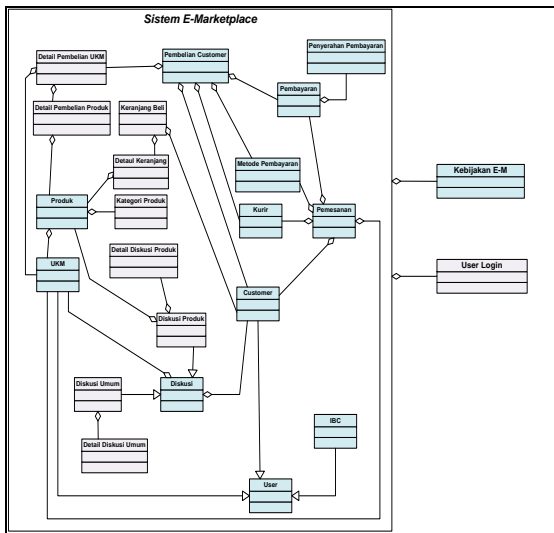 Sistem E-Marketplace
Detail Pembelian UKM
Pembelian Customer
Penyerahan Pembayaran
Pembayaran
Detail Pembelian Produk
Keranjang Beli
Detaul Keranjang
Metode Pembayaran
Kebijakan E-M
Produk
Kategori Produk
Kurir
Pemesanan
Detail Diskusi Produk
UKM
User Login
Customer
Diskusi Produk
Diskusi Umum
Diskusi
IBC
Detail Diskusi Umum
User